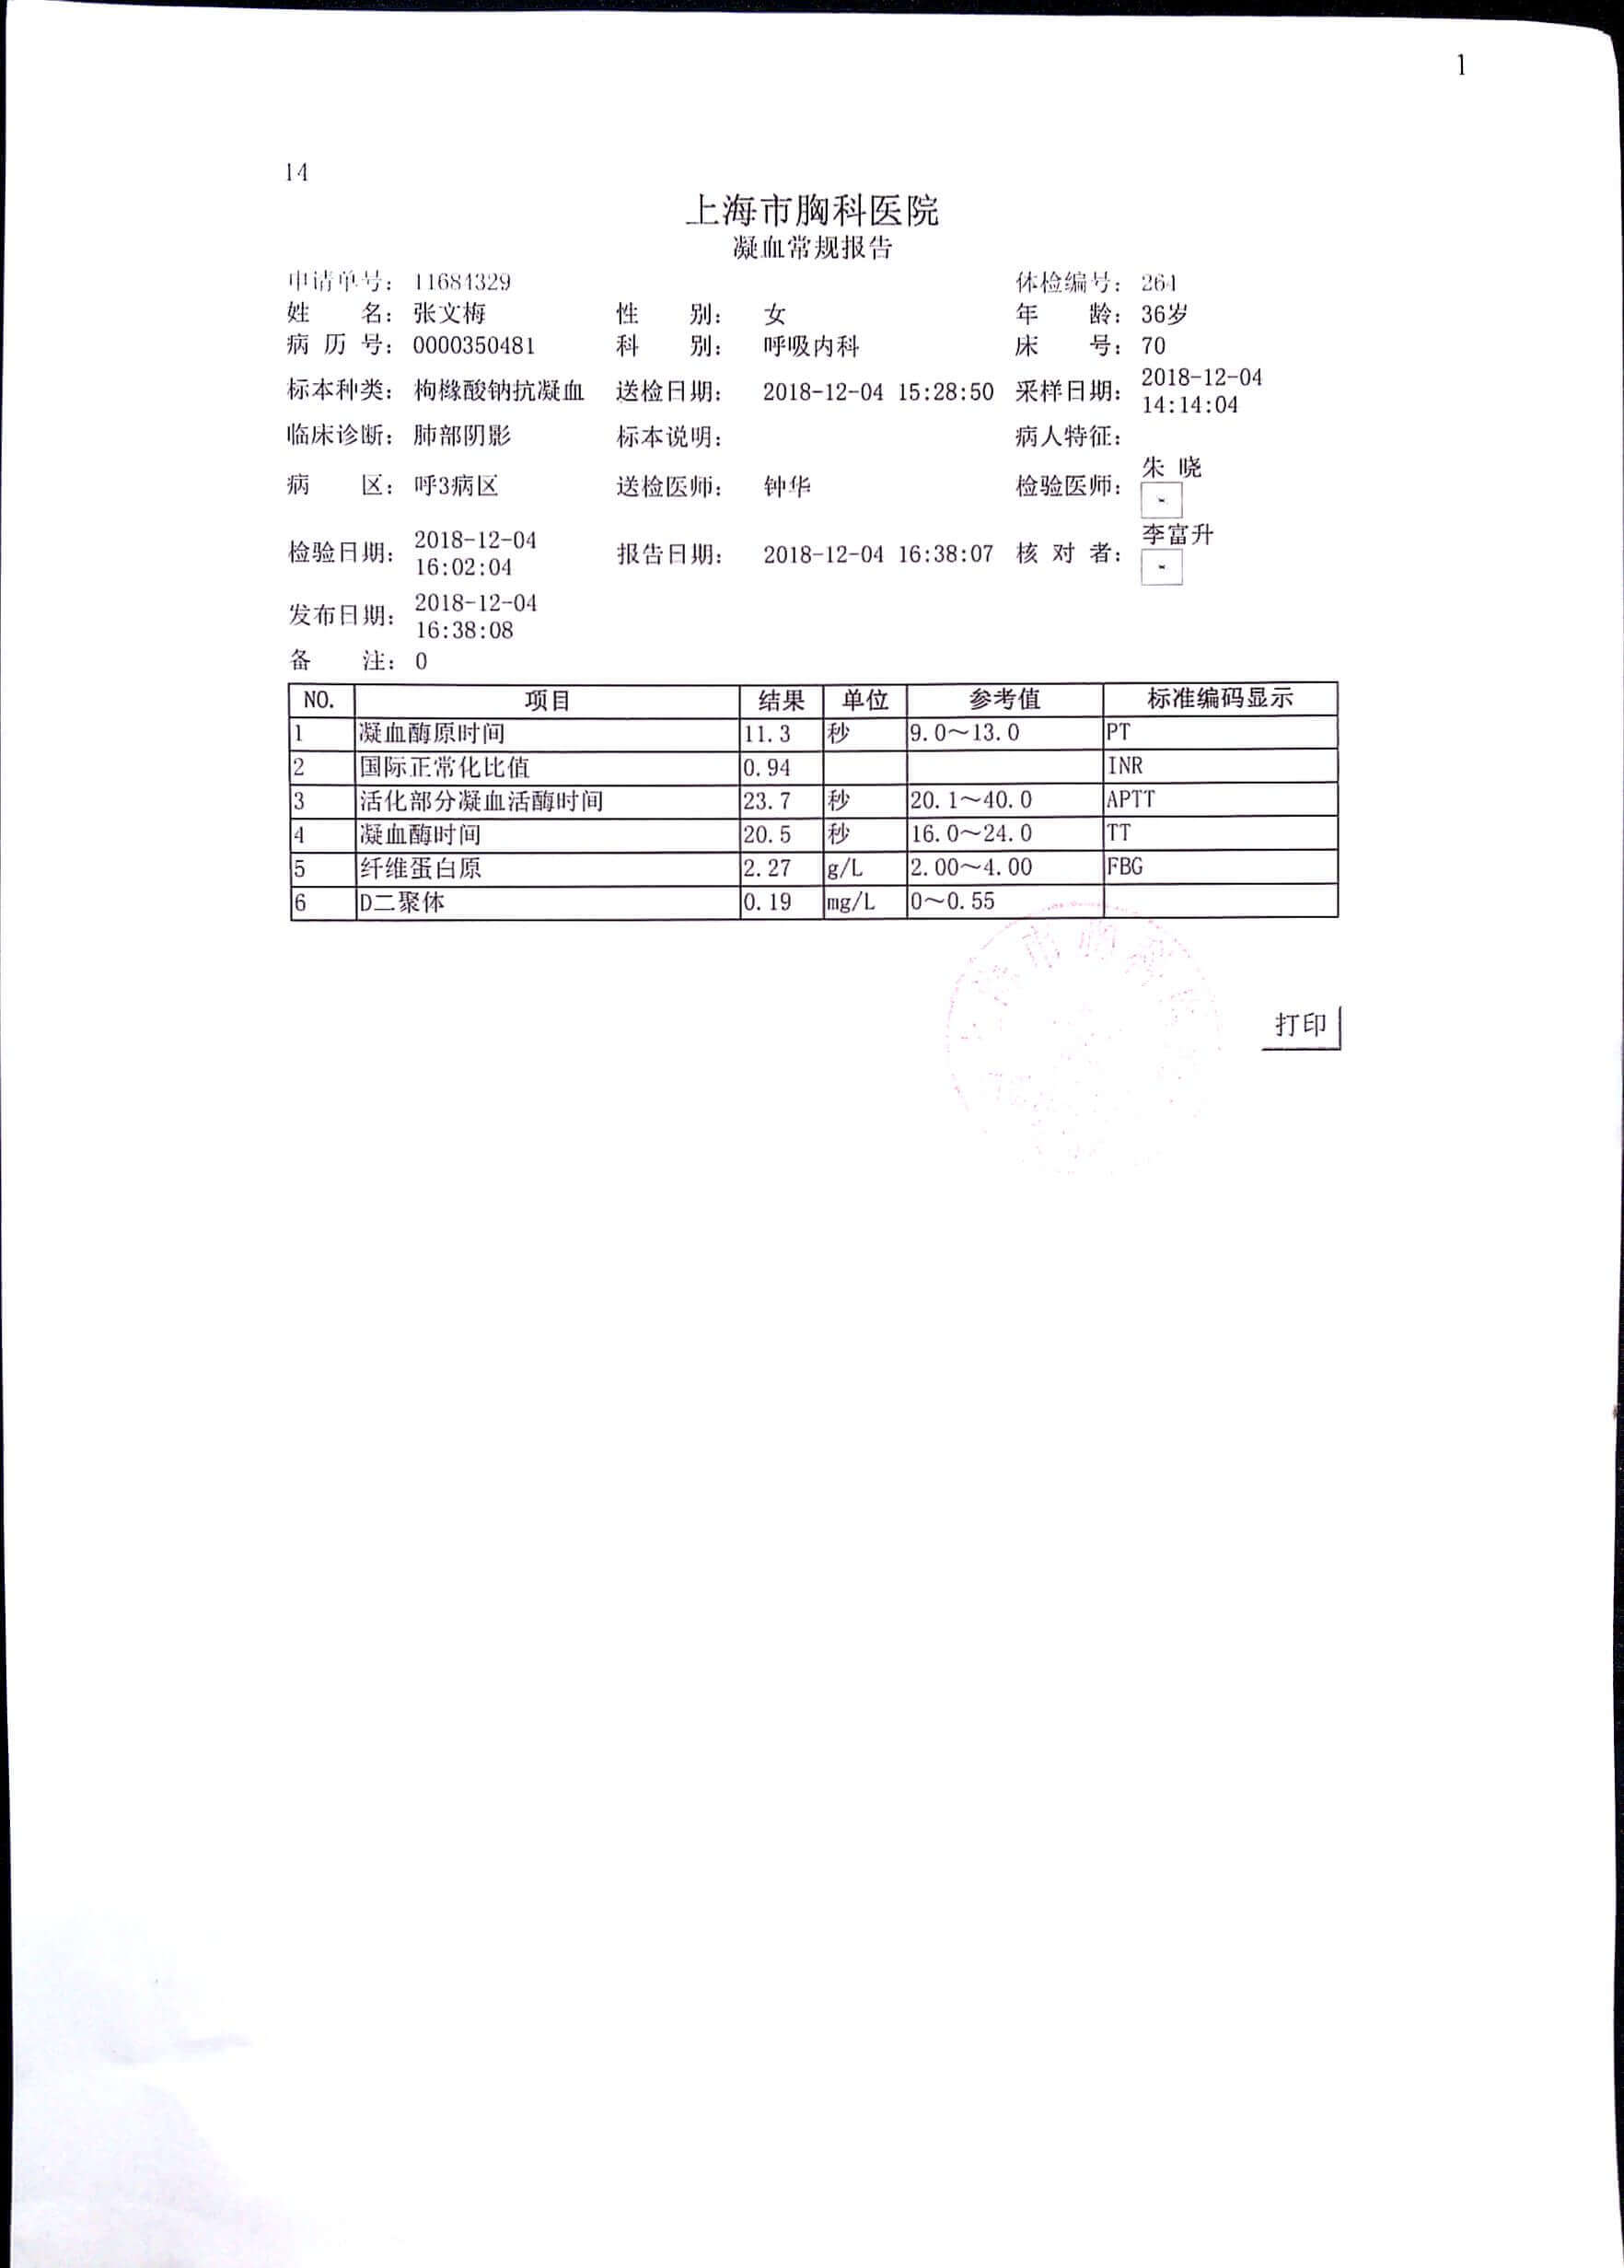 1
14
上海市胸科医院
凝血常规报告
申请单号： 11684329 体检编号： 264
姓 名： 张文梅 性 别： 女 年 龄： 36岁
病 历 号： 0000350481 科 别： 呼吸内科 床 号： 70
标本种类： 枸橼酸钠抗凝血 送检日期： 2018-12-04 15:28:50 采样日期： 2018-12-04 14:14:04
临床诊断： 肺部阴影 标本说明： 病人特征：
病 区： 呼3病区 送检医师： 钟华 检验医师： 朱 晓
检验日期： 2018-12-04 16:02:04 报告日期： 2018-12-04 16:38:07 核 对 者： 李富升
发布日期： 2018-12-04 16:38:08
备 注： 0
NO. 项目 结果 单位 参考值 标准编码显示
1 凝血酶原时间 11.3 秒 9.0～13.0 PT
2 国际正常化比值 0.94 INR
3 活化部分凝血活酶时间 23.7 秒 20.1～40.0 APTT
4 凝血酶时间 20.5 秒 16.0～24.0 TT
5 纤维蛋白原 2.27 g/L 2.00～4.00 FBG
6 D二聚体 0.19 mg/L 0～0.55
打印